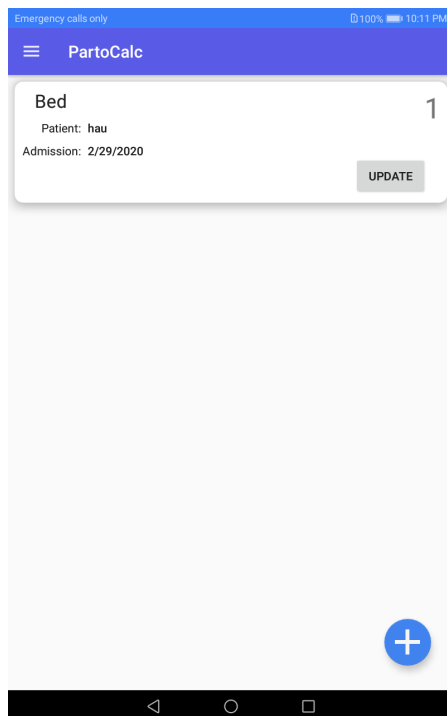 Emergency calls only 100% 10:11 PM
PartoCalc
Bed 1
Patient: hau
Admission: 2/29/2020
UPDATE